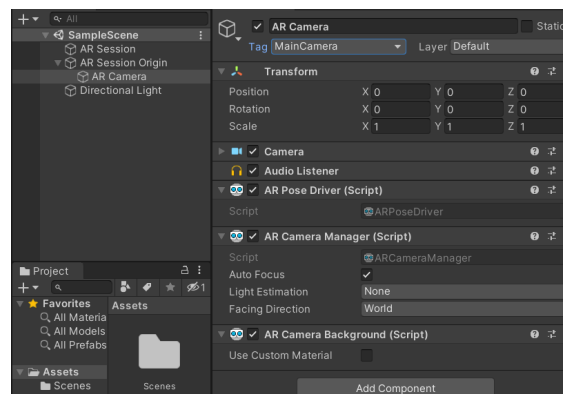 All
SampleScene
AR Session
AR Session Origin
AR Camera
Directional Light
Project
1
Favorites
All Materia
All Models
All Prefabs
Assets
Scenes
Assets
Scenes
AR Camera
Static
Tag MainCamera Layer Default
Transform
Position X 0 Y 0 Z 0
Rotation X 0 Y 0 Z 0
Scale X 1 Y 1 Z 1
Camera
Audio Listener
AR Pose Driver (Script)
Script ARPoseDriver
AR Camera Manager (Script)
Script ARCameraManager
Auto Focus
Light Estimation None
Facing Direction World
AR Camera Background (Script)
Use Custom Material
Add Component